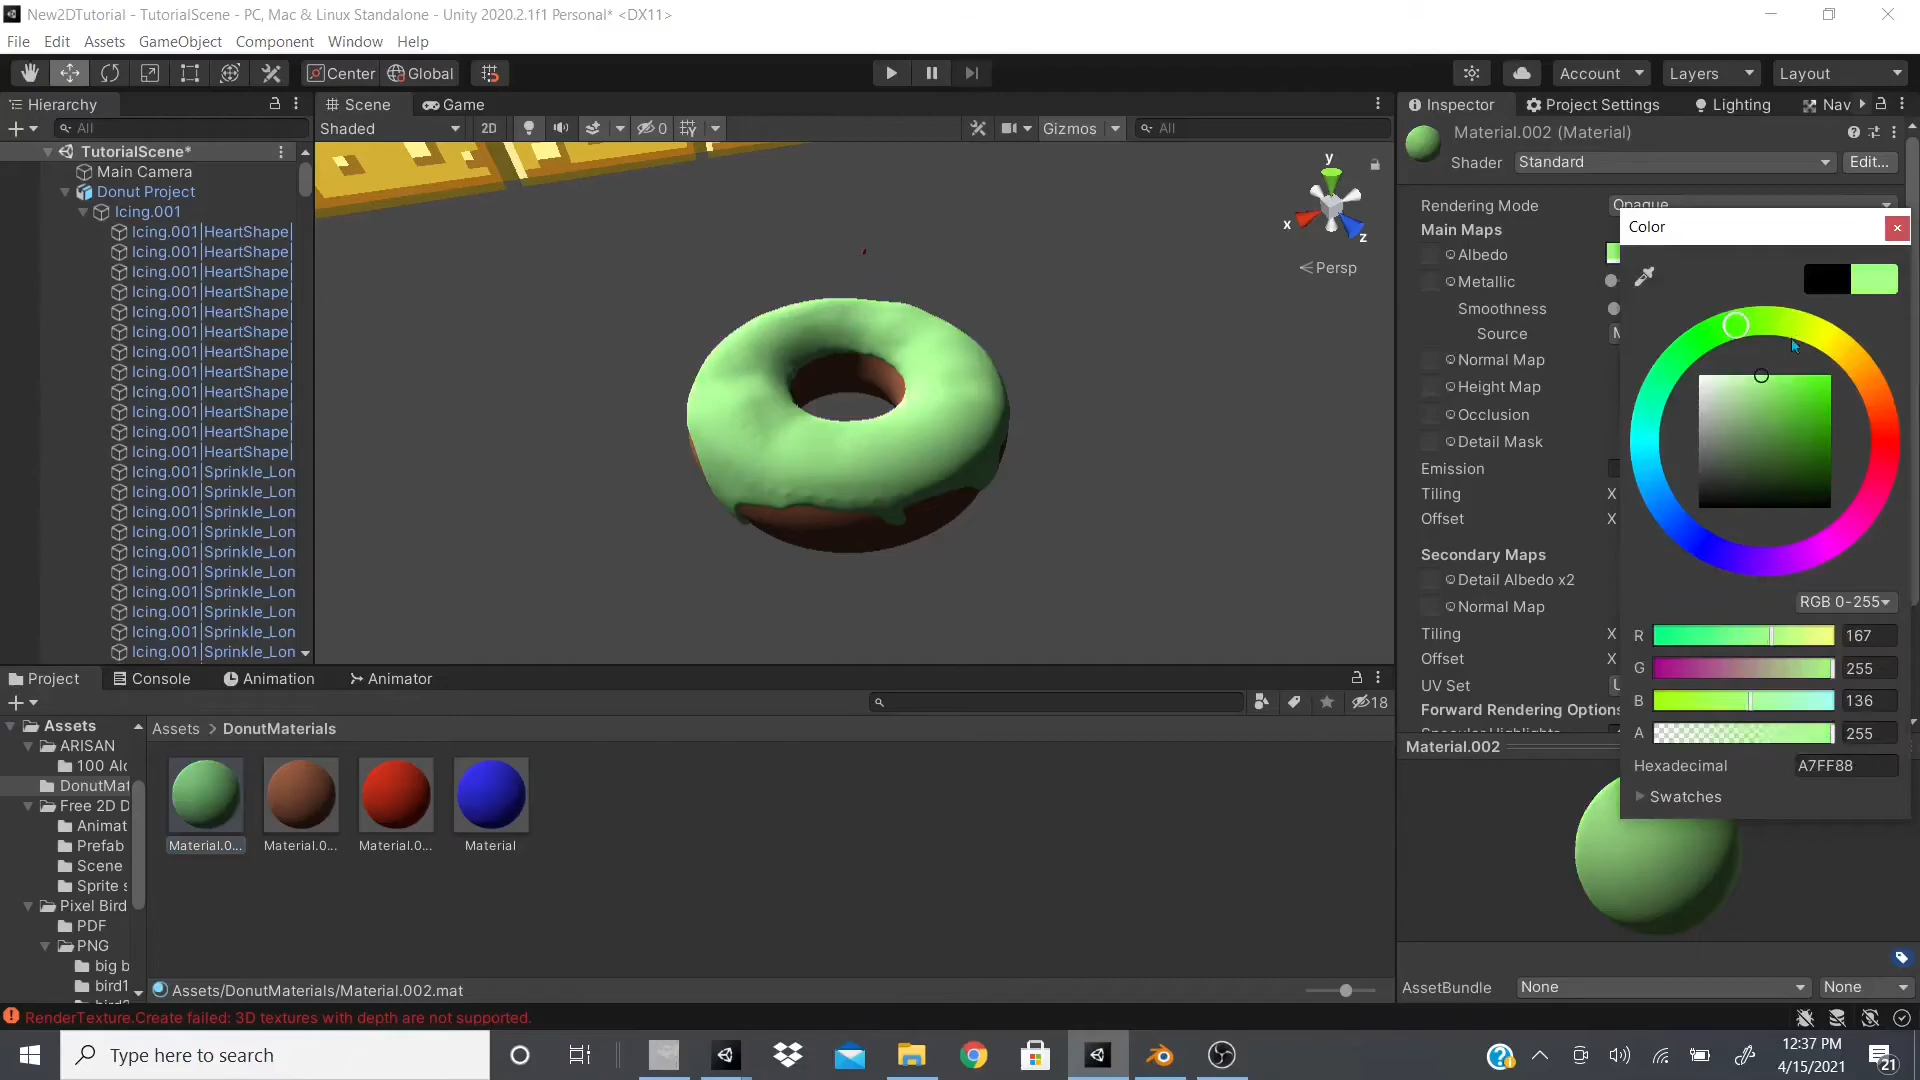 New2DTutorial - TutorialScene - PC, Mac & Linux Standalone - Unity 2020.2.1f1 Personal* <DX11>
File Edit Assets GameObject Component Window Help
Center Global Account Layers Layout
Hierarchy Scene Game Inspector Project Settings Lighting Nav
All Shaded 2D 0 Gizmos All
TutorialScene*
Main Camera
Donut Project
Icing.001
Icing.001|HeartShape|
Icing.001|HeartShape|
Icing.001|HeartShape|
Icing.001|HeartShape|
Icing.001|HeartShape|
Icing.001|HeartShape|
Icing.001|HeartShape|
Icing.001|HeartShape|
Icing.001|HeartShape|
Icing.001|HeartShape|
Icing.001|HeartShape|
Icing.001|HeartShape|
Icing.001|Sprinkle_Lon
Icing.001|Sprinkle_Lon
Icing.001|Sprinkle_Lon
Icing.001|Sprinkle_Lon
Icing.001|Sprinkle_Lon
Icing.001|Sprinkle_Lon
Icing.001|Sprinkle_Lon
Icing.001|Sprinkle_Lon
Icing.001|Sprinkle_Lon
Icing.001|Sprinkle_Lon
y
x
z
Persp
Material.002 (Material)
Shader Standard Edit...
Rendering Mode Opaque
Main Maps
Albedo
Metallic
Smoothness
Source M
Normal Map
Height Map
Occlusion
Detail Mask
Emission
Tiling X
Offset X
Secondary Maps
Detail Albedo x2
Normal Map
Tiling X
Offset X
UV Set U
Forward Rendering Options
Specular Highlights
Material.002
Color
RGB 0-255
R 167
G 255
B 136
A 255
Hexadecimal A7FF88
Swatches
AssetBundle None None
Project Console Animation Animator
18
Assets
ARISAN
100 Alc
DonutMat
Free 2D D
Animat
Prefab
Scene
Sprite s
Pixel Bird
PDF
PNG
big b
bird1
Assets > DonutMaterials
Material.0... Material.0... Material.0... Material
Assets/DonutMaterials/Material.002.mat
RenderTexture.Create failed: 3D textures with depth are not supported.
Type here to search
12:37 PM
4/15/2021
21